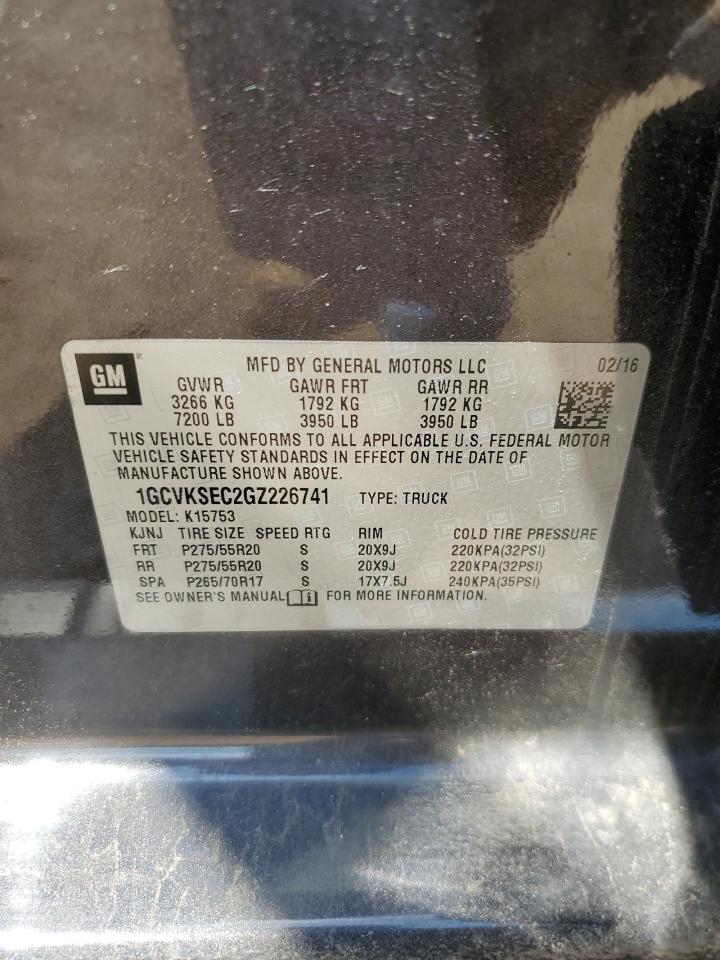 GM
MFD BY GENERAL MOTORS LLC 02/16
GVWR GAWR FRT GAWR RR
3266 KG 1792 KG 1792 KG
7200 LB 3950 LB 3950 LB
THIS VEHICLE CONFORMS TO ALL APPLICABLE U.S. FEDERAL MOTOR
VEHICLE SAFETY STANDARDS IN EFFECT ON THE DATE OF
MANUFACTURE SHOWN ABOVE.
1GCVKSEC2GZ226741 TYPE: TRUCK
MODEL: K15753
KJNJ TIRE SIZE SPEED RTG RIM COLD TIRE PRESSURE
FRT P275/55R20 S 20X9J 220KPA(32PSI)
RR P275/55R20 S 20X9J 220KPA(32PSI)
SPA P265/70R17 S 17X7.5J 240KPA(35PSI)
SEE OWNER'S MANUAL FOR MORE INFORMATION.